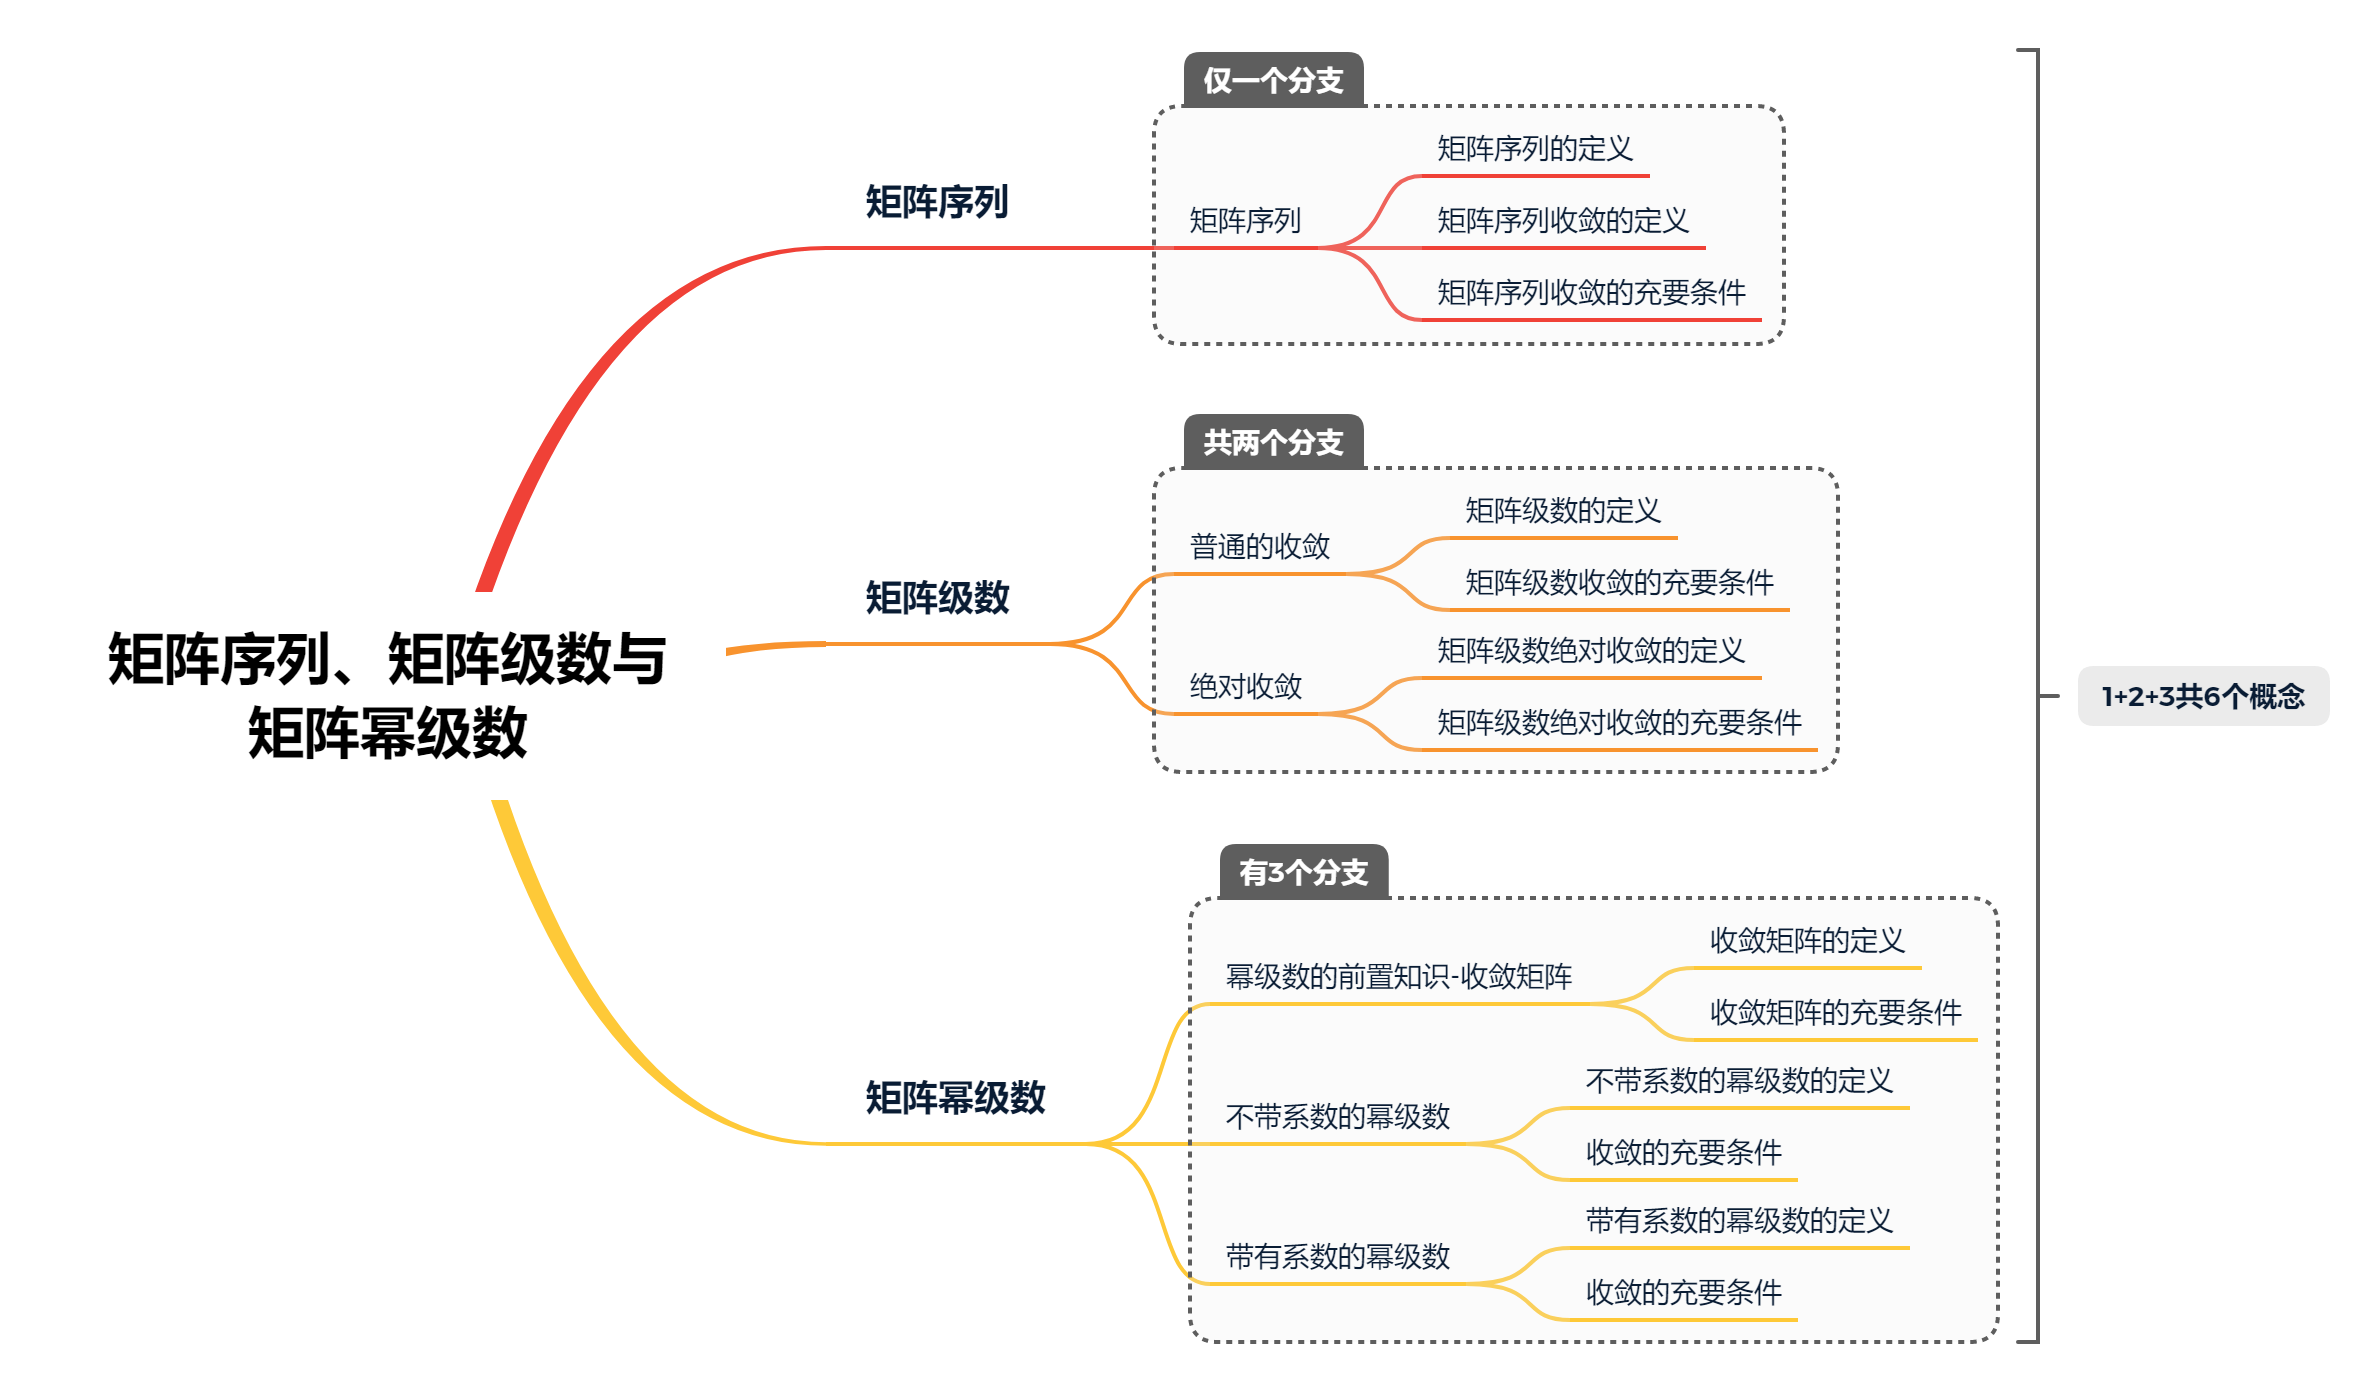 矩阵序列、矩阵级数与
矩阵幂级数
矩阵序列
仅一个分支
矩阵序列
矩阵序列的定义
矩阵序列收敛的定义
矩阵序列收敛的充要条件
矩阵级数
共两个分支
普通的收敛
矩阵级数的定义
矩阵级数收敛的充要条件
绝对收敛
矩阵级数绝对收敛的定义
矩阵级数绝对收敛的充要条件
矩阵幂级数
有3个分支
幂级数的前置知识-收敛矩阵
收敛矩阵的定义
收敛矩阵的充要条件
不带系数的幂级数
不带系数的幂级数的定义
收敛的充要条件
带有系数的幂级数
带有系数的幂级数的定义
收敛的充要条件
1+2+3共6个概念